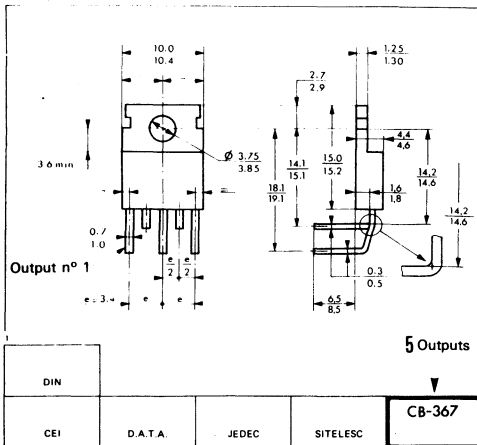 10.0
10.4
1.25
1.30
2.7
2.9
3.6 min
Ø 3.75
3.85
14.1
15.1
15.0
15.2
4.4
4.6
18.1
19.1
1.6
1.8
14.2
14.6
14.2
14.6
0.7
1.0
Output nº 1
e
2
e
2
0.3
0.5
e = 3.4
e
e
6.5
8.5
5 Outputs
DIN
CEI
D.A.T.A.
JEDEC
SITELESC
CB-367